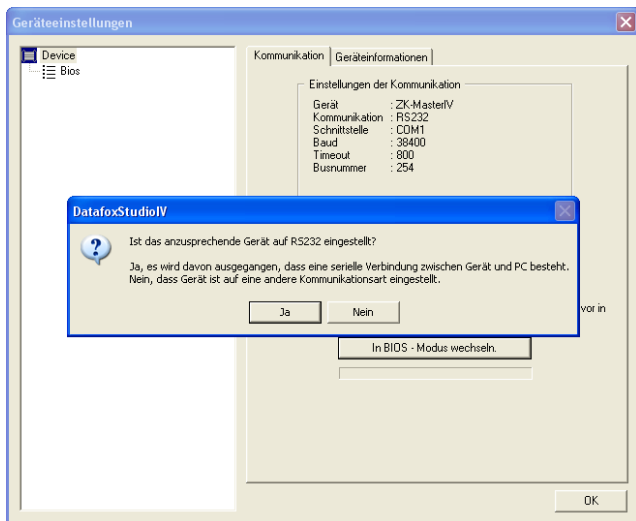 Geräteeinstellungen
Device
Bios
Kommunikation Geräteinformationen
Einstellungen der Kommunikation
Gerät : ZK-MasterIV
Kommunikation : RS232
Schnittstelle : COM1
Baud : 38400
Timeout : 800
Busnummer : 254
DatafoxStudioIV
Ist das anzusprechende Gerät auf RS232 eingestellt?
Ja, es wird davon ausgegangen, dass eine serielle Verbindung zwischen Gerät und PC besteht.
Nein, dass Gerät ist auf eine andere Kommunikationsart eingestellt.
Ja Nein
vor in
In BIOS - Modus wechseln.
OK